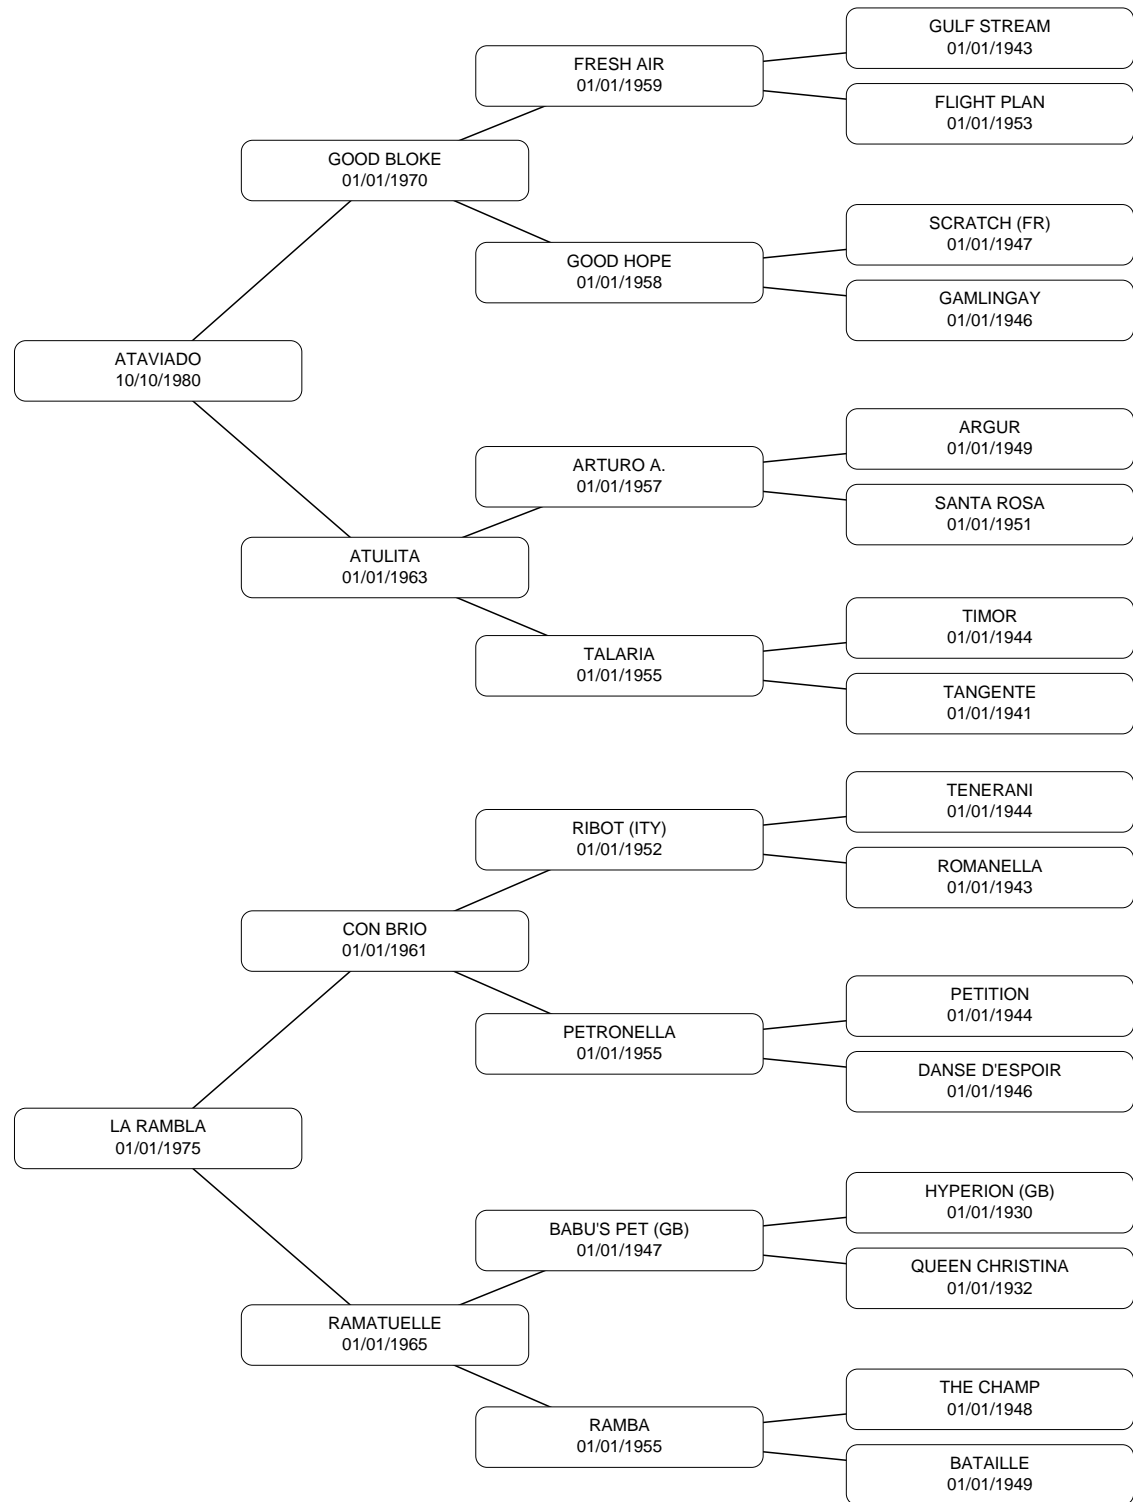 GULF STREAM
01/01/1943
FRESH AIR
01/01/1959
FLIGHT PLAN
01/01/1953
GOOD BLOKE
01/01/1970
SCRATCH (FR)
01/01/1947
GOOD HOPE
01/01/1958
GAMLINGAY
01/01/1946
ATAVIADO
10/10/1980
ARGUR
01/01/1949
ARTURO A.
01/01/1957
SANTA ROSA
01/01/1951
ATULITA
01/01/1963
TIMOR
01/01/1944
TALARIA
01/01/1955
TANGENTE
01/01/1941
TENERANI
01/01/1944
RIBOT (ITY)
01/01/1952
ROMANELLA
01/01/1943
CON BRIO
01/01/1961
PETITION
01/01/1944
PETRONELLA
01/01/1955
DANSE D'ESPOIR
01/01/1946
LA RAMBLA
01/01/1975
HYPERION (GB)
01/01/1930
BABU'S PET (GB)
01/01/1947
QUEEN CHRISTINA
01/01/1932
RAMATUELLE
01/01/1965
THE CHAMP
01/01/1948
RAMBA
01/01/1955
BATAILLE
01/01/1949